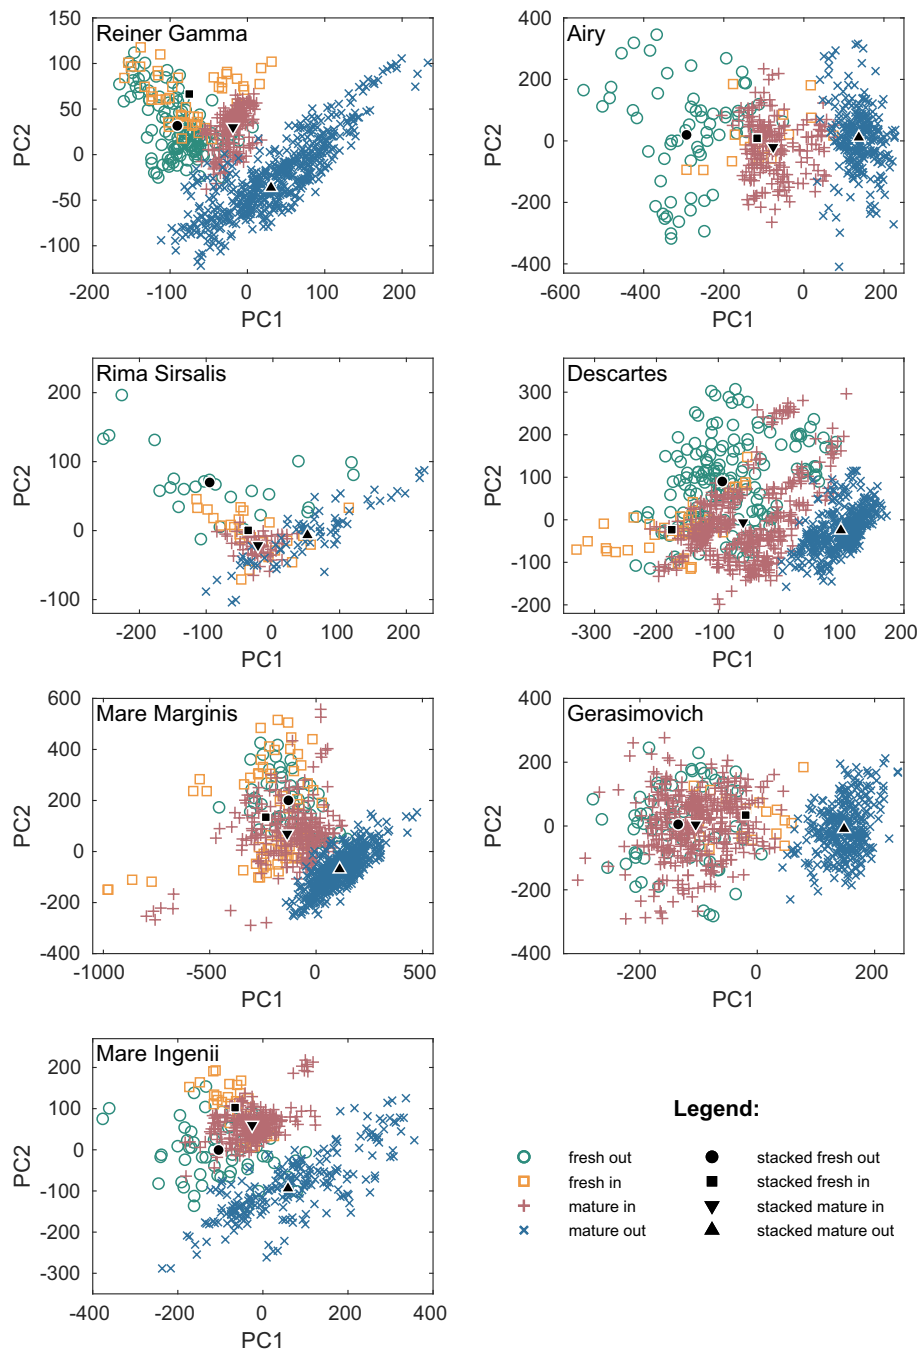 Reiner Gamma
150
100
50
0
-50
-100
PC2
-200 -100 0 100 200
PC1
Airy
400
200
0
-200
-400
PC2
-600 -400 -200 0 200
PC1
Rima Sirsalis
200
100
0
-100
PC2
-200 -100 0 100 200
PC1
Descartes
300
200
100
0
-100
-200
PC2
-300 -200 -100 0 100 200
PC1
Mare Marginis
600
400
200
0
-200
-400
PC2
-1000 -500 0 500
PC1
Gerasimovich
400
200
0
-200
-400
PC2
-200 0 200
PC1
Mare Ingenii
200
100
0
-100
-200
-300
PC2
-400 -200 0 200 400
PC1
Legend:
fresh out
fresh in
mature in
mature out
stacked fresh out
stacked fresh in
stacked mature in
stacked mature out